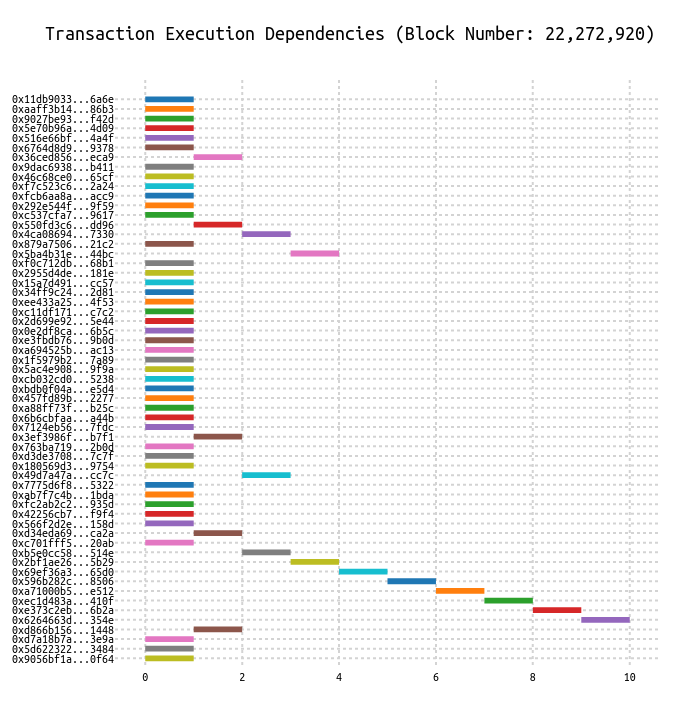 Transaction Execution Dependencies (Block Number: 22,272,920)
0x11db9033...6a6e
0xaaff3b14...86b3
0x9027be93...f42d
0x5e70b96a...4d09
0x516e66bf...4a4f
0x6764d8d9...9378
0x36ced856...eca9
0x9dac6938...b411
0x46c68ce0...65cf
0xf7c523c6...2a24
0xfcb6aa8a...acc9
0x292e544f...9f59
0xc537cfa7...9617
0x550fd3c6...dd96
0x4ca08694...7330
0x879a7506...21c2
0x5ba4b31e...44bc
0xf0c712db...68b1
0x2955d4de...181e
0x15a7d491...cc57
0x34ff9c24...2d81
0xee433a25...4f53
0xc11df171...c7c2
0x2d699e92...5e44
0x0e2df8ca...6b5c
0xe3fbdb76...9b0d
0xa694525b...ac13
0x1f5979b2...7a89
0x5ac4e908...9f9a
0xcb032cd0...5238
0xbdb0f04a...e5d4
0x457fd89b...2277
0xa88ff73f...b25c
0x6b6cbfaa...a44b
0x7124eb56...7fdc
0x3ef3986f...b7f1
0x763ba719...2b0d
0xd3de3708...7c7f
0x180569d3...9754
0x49d7a47a...cc7c
0x7775d6f8...5322
0xab7f7c4b...1bda
0xfc2ab2c2...935d
0x42256cb7...f9f4
0x566f2d2e...158d
0xd34eda69...ca2a
0xc701fff5...20ab
0xb5e0cc58...514e
0x2bf1ae26...5b29
0x69ef36a3...65d0
0x596b282c...8506
0xa71000b5...e512
0xec1d483a...410f
0xe373c2eb...6b2a
0x6264663d...354e
0xd866b156...1448
0xd7a18b7a...3e9a
0x5d622322...3484
0x9056bf1a...0f64
0 2 4 6 8 10